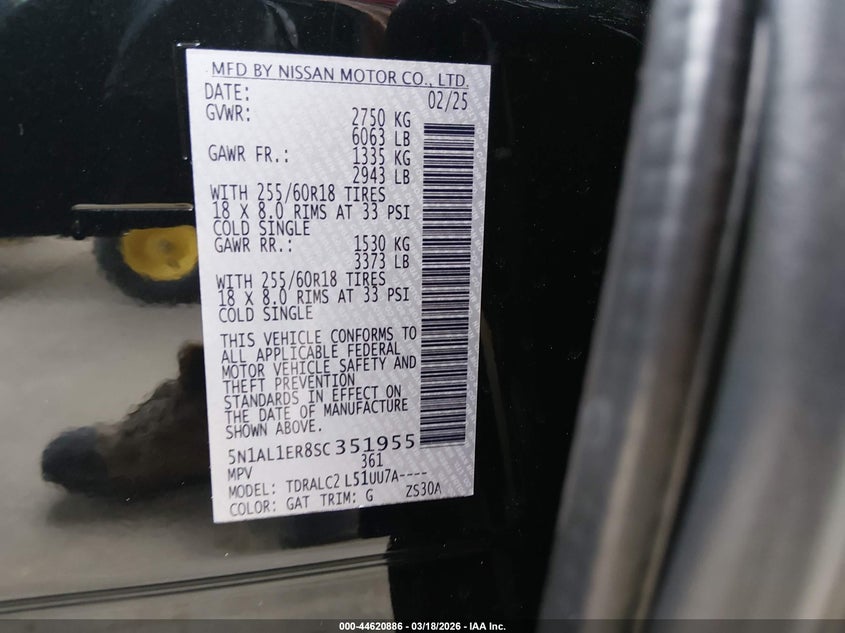 MFD BY NISSAN MOTOR CO., LTD.
DATE: 02/25
GVWR: 2750 KG
6063 LB
GAWR FR.: 1335 KG
2943 LB
WITH 255/60R18 TIRES
18 X 8.0 RIMS AT 33 PSI
COLD SINGLE
GAWR RR.: 1530 KG
3373 LB
WITH 255/60R18 TIRES
18 X 8.0 RIMS AT 33 PSI
COLD SINGLE
THIS VEHICLE CONFORMS TO
ALL APPLICABLE FEDERAL
MOTOR VEHICLE SAFETY AND
THEFT PREVENTION
STANDARDS IN EFFECT ON
THE DATE OF MANUFACTURE
SHOWN ABOVE.
5N1AL1ER8SC351955
MPV 361
MODEL: TDRALC2 L51UU7A----
COLOR: GAT TRIM: G ZS30A
000-44620886 - 03/18/2026 - IAA Inc.